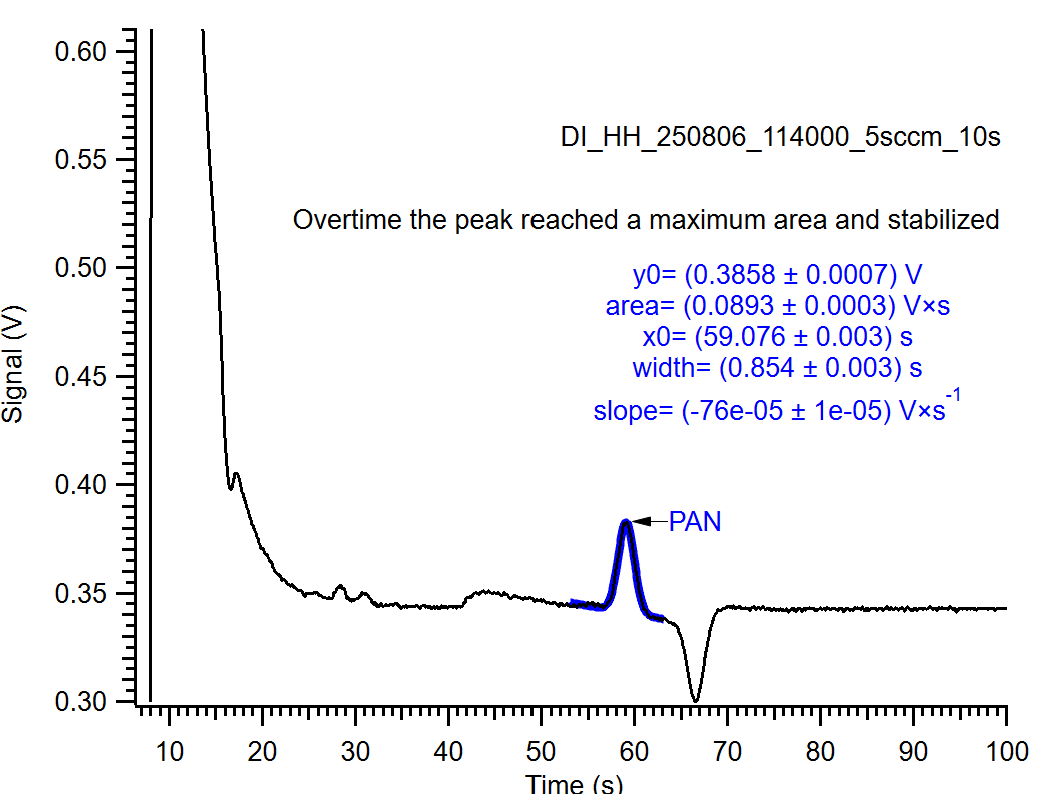 0.60
0.55
0.50
0.45
0.40
0.35
0.30
Signal (V)
DI_HH_250806_114000_5sccm_10s
Overtime the peak reached a maximum area and stabilized
y0= (0.3858 ± 0.0007) V
area= (0.0893 ± 0.0003) V×s
x0= (59.076 ± 0.003) s
width= (0.854 ± 0.003) s
slope= (-76e-05 ± 1e-05) V×s-1
PAN
10 20 30 40 50 60 70 80 90 100
Time (s)